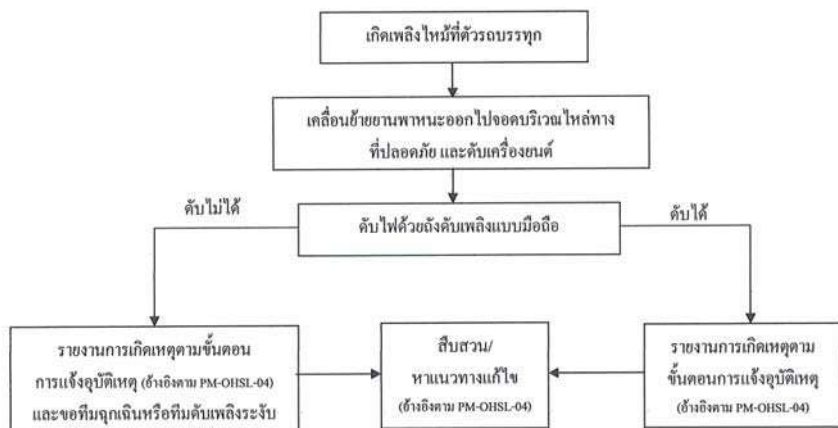 เกิดเพลิงไหม้ที่ตัวรถบรรทุก
เคลื่อนย้ายยานพาหนะออกไปจอดบริเวณไหล่ทาง
ที่ปลอดภัย และดับเครื่องยนต์
ดับไม่ได้
ดับไฟด้วยถังดับเพลิงแบบมือถือ
ดับได้
รายงานการเกิดเหตุตามขั้นตอน
การแจ้งอุบัติเหตุ (อ้างอิงตาม PM-OHSL-04)
และขอทีมฉุกเฉินหรือทีมดับเพลิงระงับ
สืบสวน/
หาแนวทางแก้ไข
(อ้างอิงตาม PM-OHSL-04)
รายงานการเกิดเหตุตาม
ขั้นตอนการแจ้งอุบัติเหตุ
(อ้างอิงตาม PM-OHSL-04)